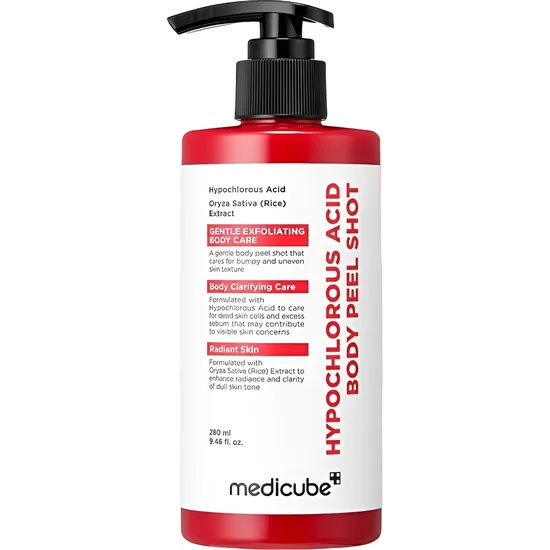 Hypochlorous Acid
Oryza Sativa (Rice)
Extract
GENTLE EXFOLIATING
BODY CARE
A gentle body peel shot that
cares for bumpy and uneven
skin texture
Body Clarifying Care
Formulated with
Hypochlorous Acid to care
for dead skin cells and excess
sebum that may contribute
to visible skin concerns
Radiant Skin
Formulated with
Oryza Sativa (Rice) Extract to
enhance radiance and clarity
of dull skin tone
280 ml
9.46 fl. oz.
HYPOCHLOROUS ACID
BODY PEEL SHOT
medicube